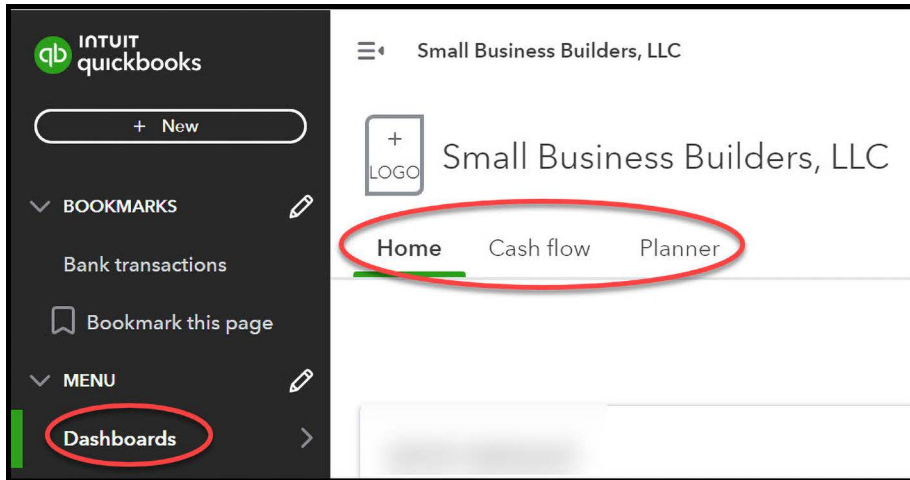 INTUIT
quickbooks
+ New
BOOKMARKS
Bank transactions
Bookmark this page
MENU
Dashboards
Small Business Builders, LLC
+
LOGO
Small Business Builders, LLC
Home Cash flow Planner